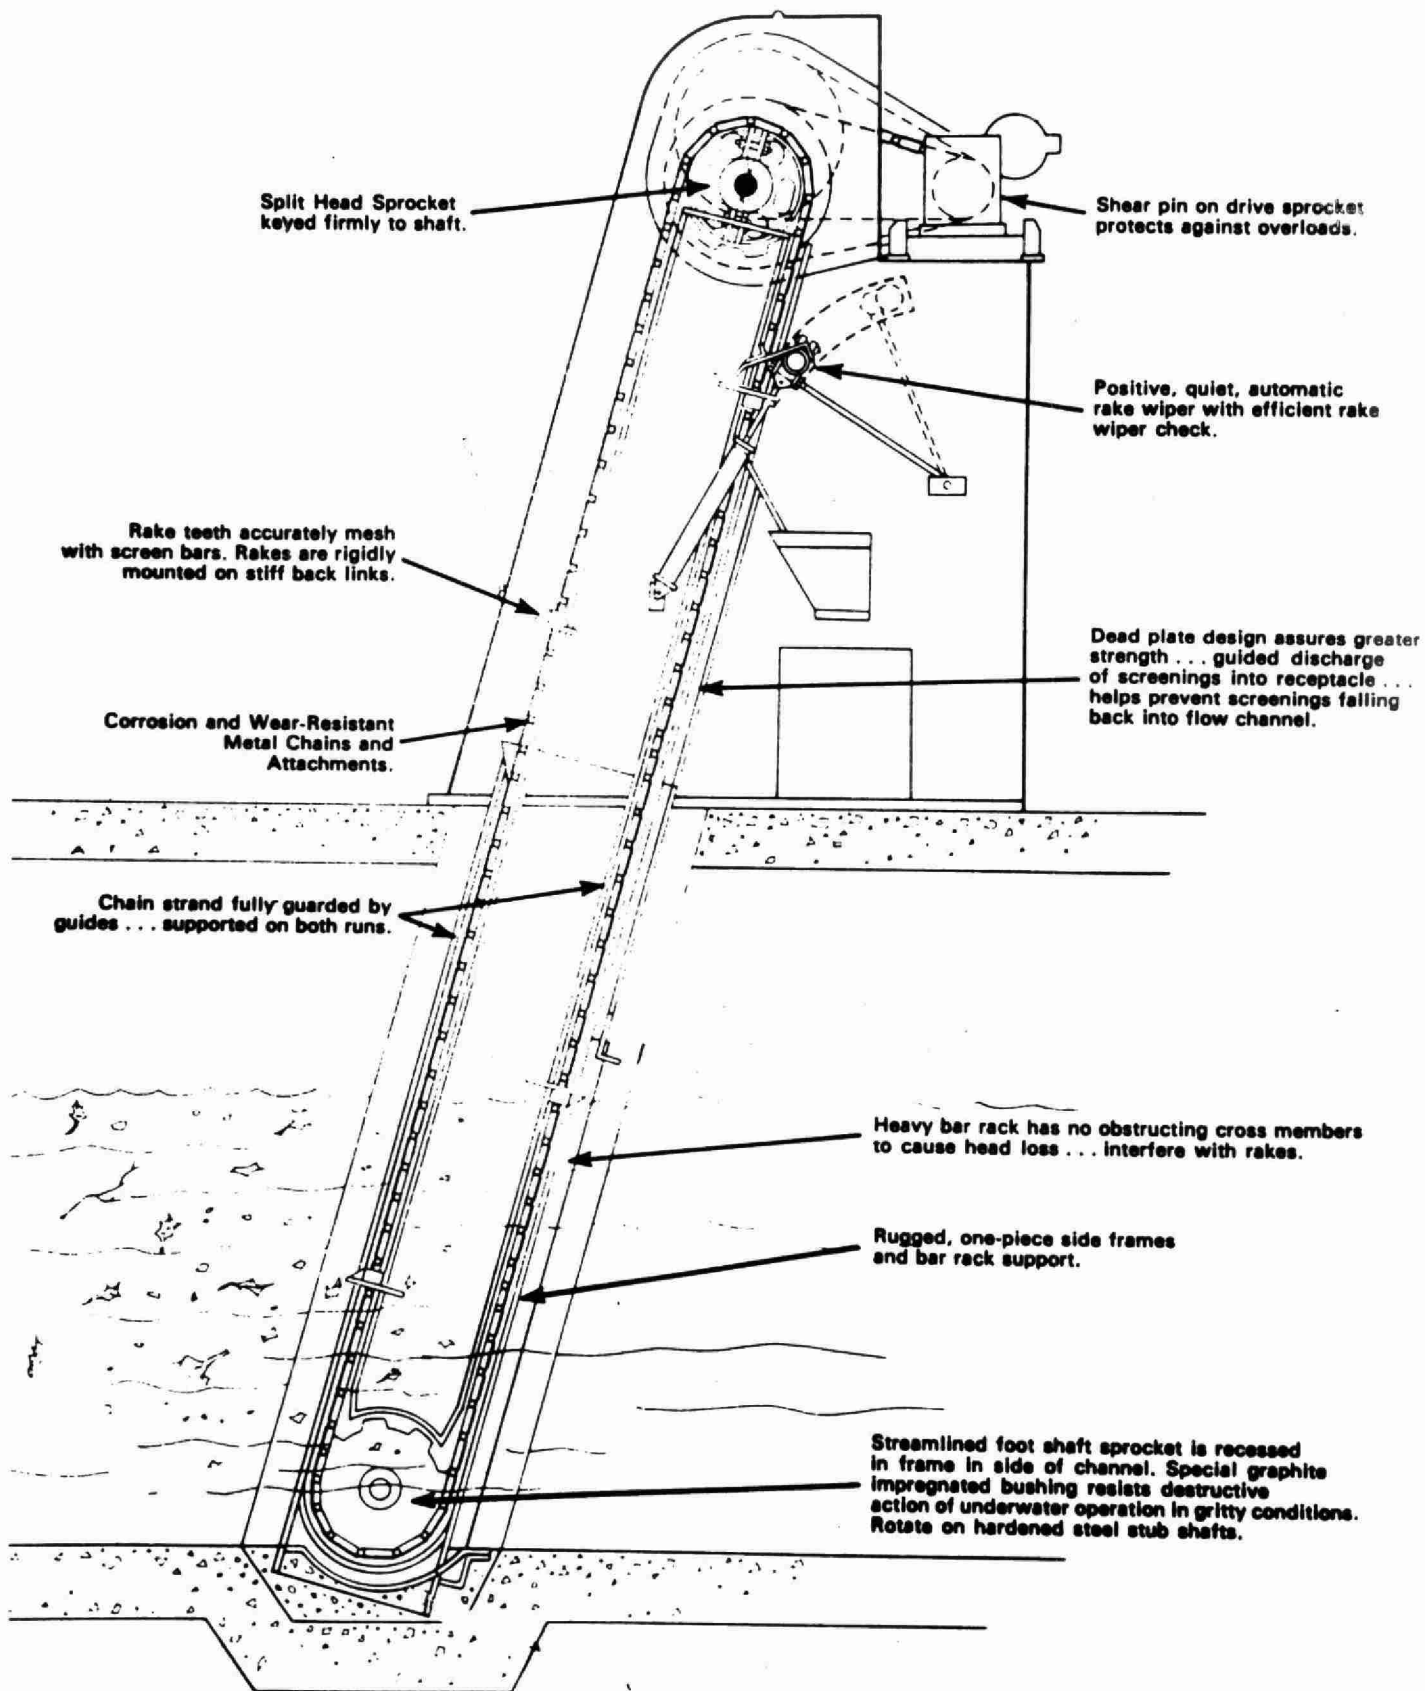 Split Head Sprocket
keyed firmly to shaft.
Shear pin on drive sprocket
protects against overloads.
Positive, quiet, automatic
rake wiper with efficient rake
wiper check.
Rake teeth accurately mesh
with screen bars. Rakes are rigidly
mounted on stiff back links.
Dead plate design assures greater
strength ... guided discharge
of screenings into receptacle ...
helps prevent screenings falling
back into flow channel.
Corrosion and Wear-Resistant
Metal Chains and
Attachments.
Chain strand fully guarded by
guides ... supported on both runs.
Heavy bar rack has no obstructing cross members
to cause head loss ... interfere with rakes.
Rugged, one-piece side frames
and bar rack support.
Streamlined foot shaft sprocket is recessed
in frame in side of channel. Special graphite
impregnated bushing resists destructive
action of underwater operation in gritty conditions.
Rotate on hardened steel stub shafts.